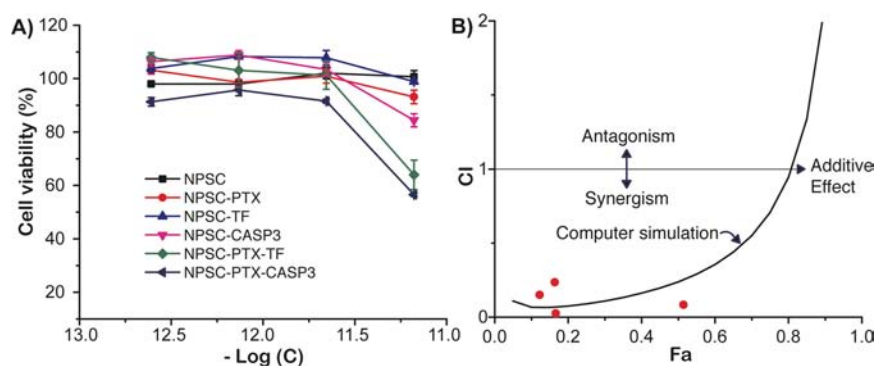 A)
Cell viability (%)
120
100
80
60
40
20
0
NPSC
NPSC-PTX
NPSC-TF
NPSC-CASP3
NPSC-PTX-TF
NPSC-PTX-CASP3
13.0 12.5 12.0 11.5 11.0
- Log (C)
B)
CI
2
1
0
Antagonism
Synergism
Additive
Effect
Computer simulation
0.0 0.2 0.4 0.6 0.8 1.0
Fa